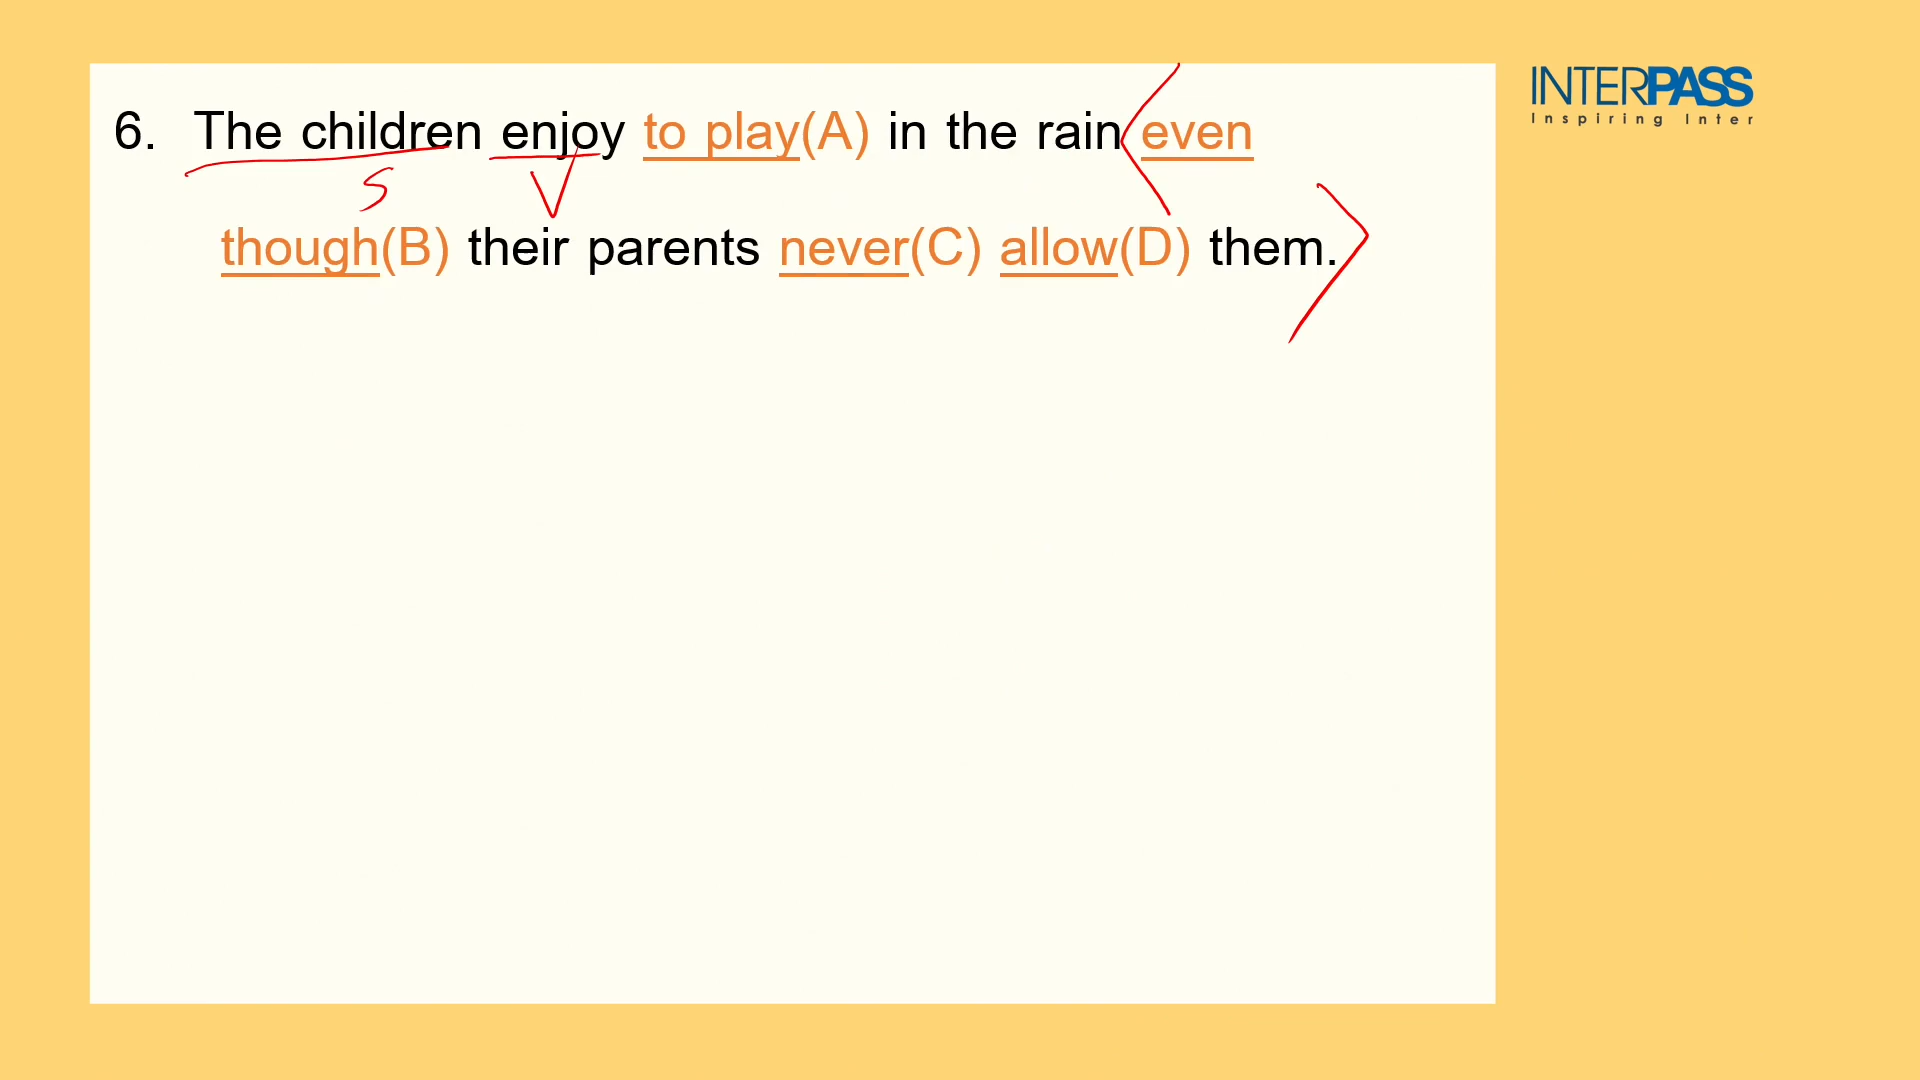 6. The children enjoy to play(A) in the rain even
though(B) their parents never(C) allow(D) them.
S
V
INTERPASS
Inspiring Inter